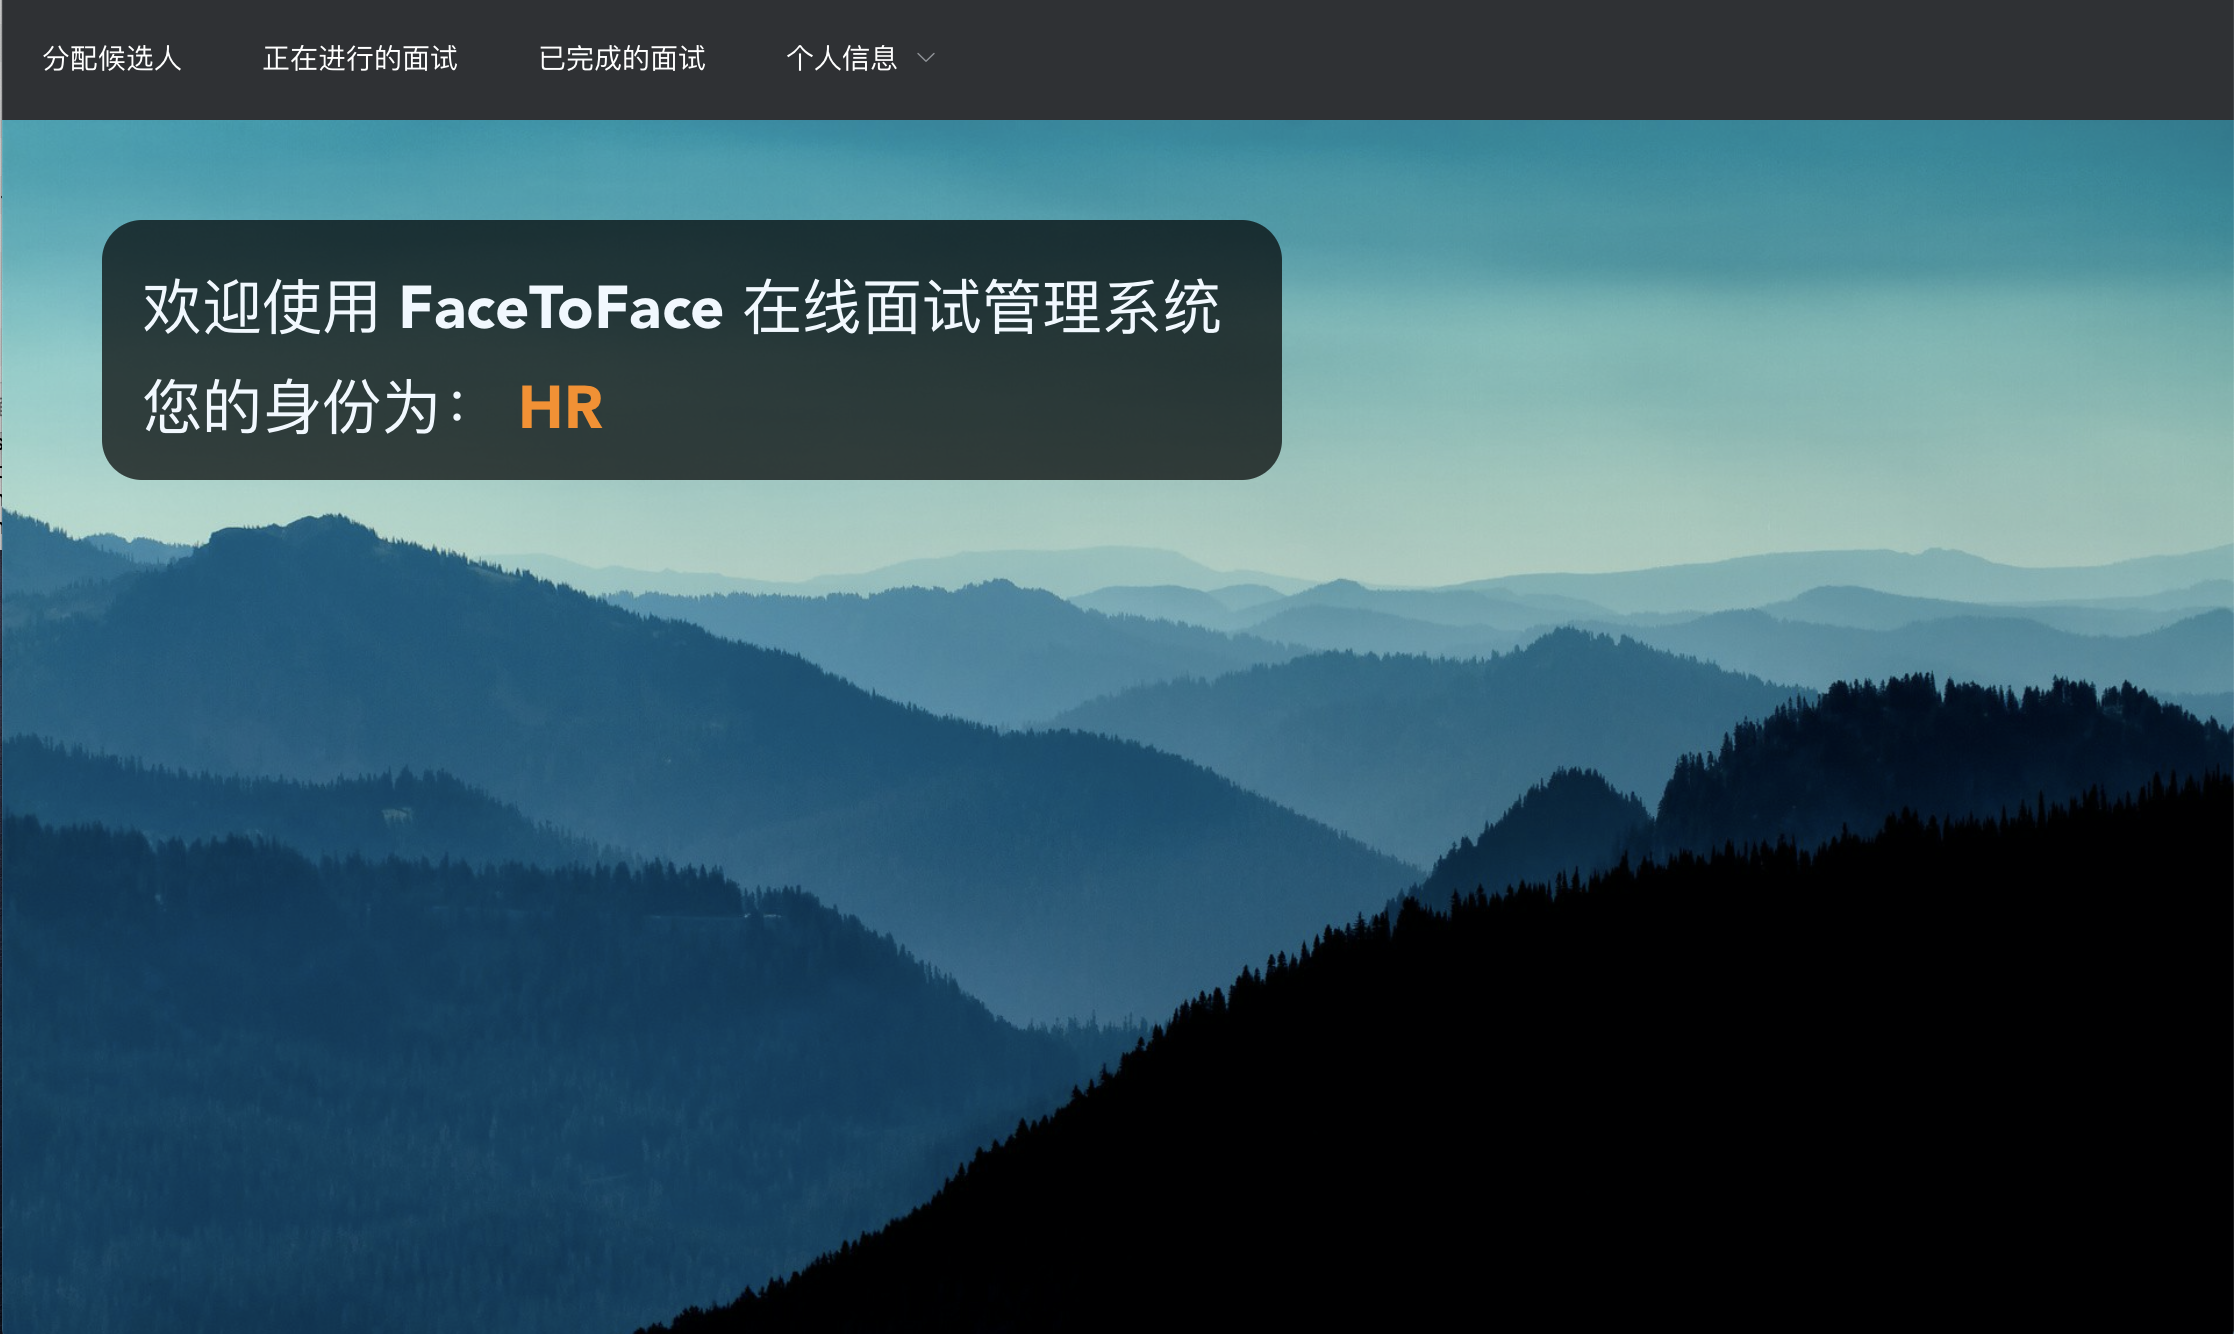 分配候选人 正在进行的面试 已完成的面试 个人信息
欢迎使用 FaceToFace 在线面试管理系统
您的身份为： HR